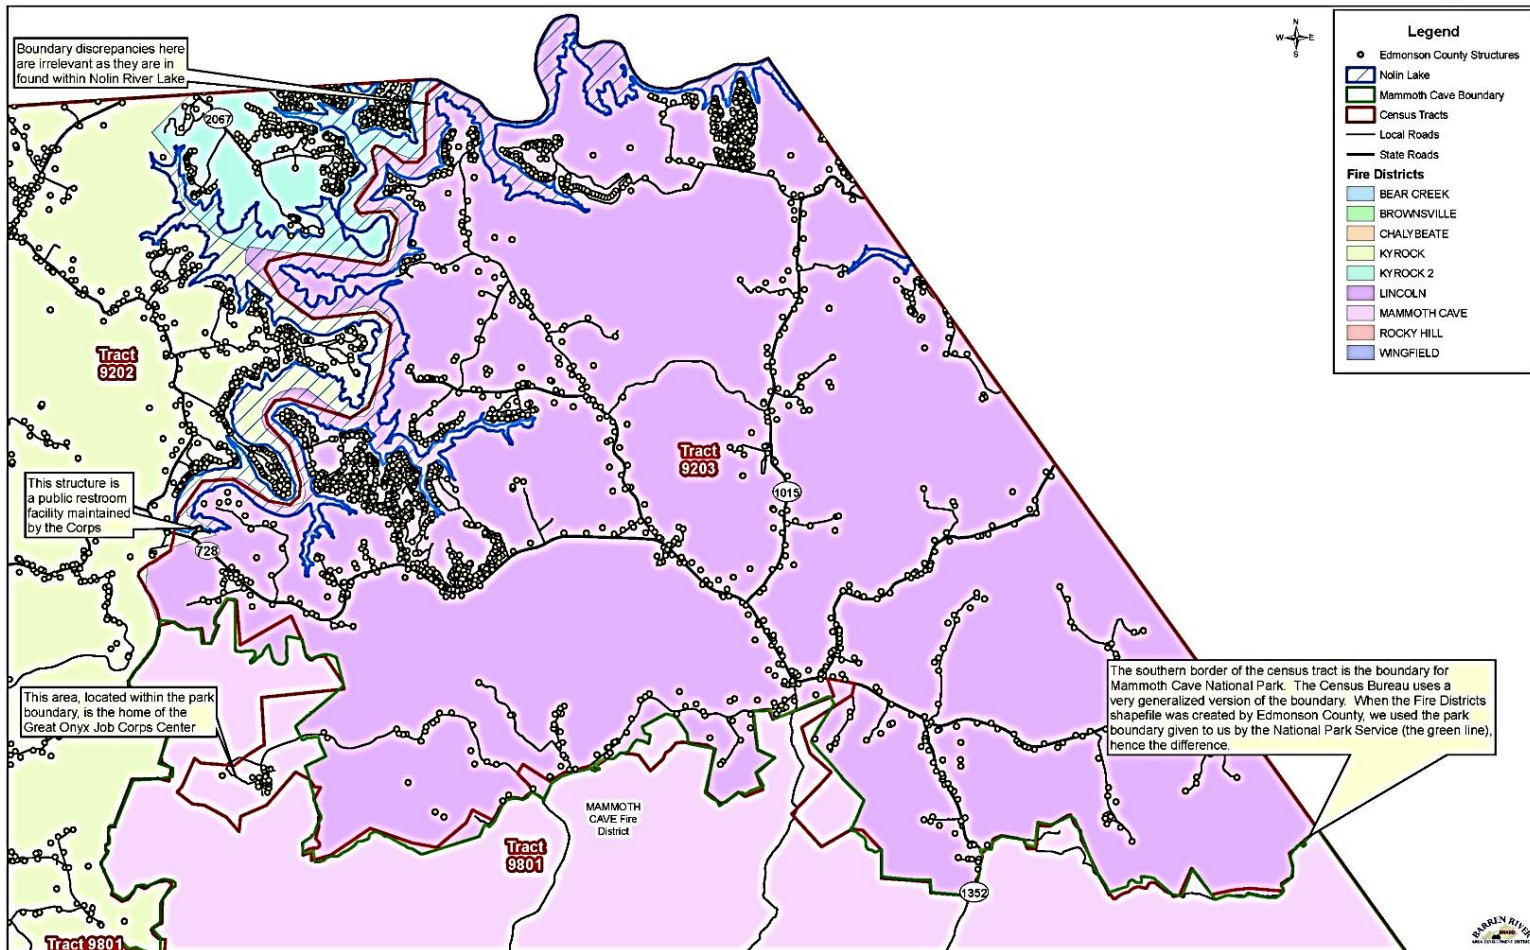 Boundary discrepancies here
are irrelevant as they are in
found within Nolin River Lake
N
W E
S
Legend
Edmonson County Structures
Nolin Lake
Mammoth Cave Boundary
Census Tracts
Local Roads
State Roads
Fire Districts
BEAR CREEK
BROWNSVILLE
CHALYBEATE
KYROCK
KYROCK 2
LINCOLN
MAMMOTH CAVE
ROCKY HILL
WINGFIELD
2067
Tract
9202
Tract
9203
1015
This structure is
a public restroom
facility maintained
by the Corps
728
This area, located within the park
boundary, is the home of the
Great Onyx Job Corps Center
The southern border of the census tract is the boundary for
Mammoth Cave National Park. The Census Bureau uses a
very generalized version of the boundary. When the Fire Districts
shapefile was created by Edmonson County, we used the park
boundary given to us by the National Park Service (the green line),
hence the difference.
MAMMOTH
CAVE Fire
District
Tract
9801
1352
Tract 9801
BARREN RIVER
AREA DEVELOPMENT DISTRICT